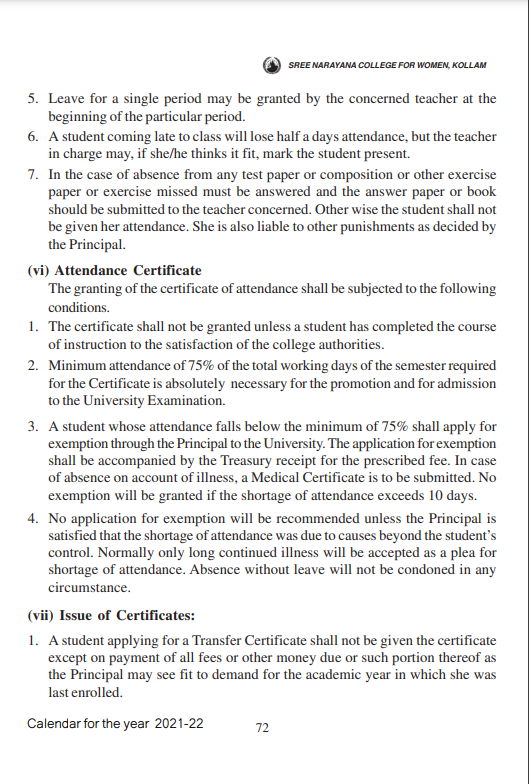 SREE NARAYANA COLLEGE FOR WOMEN, KOLLAM
5. Leave for a single period may be granted by the concerned teacher at the
beginning of the particular period.
6. A student coming late to class will lose half a days attendance, but the teacher
in charge may, if she/he thinks it fit, mark the student present.
7. In the case of absence from any test paper or composition or other exercise
paper or exercise missed must be answered and the answer paper or book
should be submitted to the teacher concerned. Other wise the student shall not
be given her attendance. She is also liable to other punishments as decided by
the Principal.
(vi) Attendance Certificate
The granting of the certificate of attendance shall be subjected to the following
conditions.
1. The certificate shall not be granted unless a student has completed the course
of instruction to the satisfaction of the college authorities.
2. Minimum attendance of 75% of the total working days of the semester required
for the Certificate is absolutely necessary for the promotion and for admission
to the University Examination.
3. A student whose attendance falls below the minimum of 75% shall apply for
exemption through the Principal to the University. The application for exemption
shall be accompanied by the Treasury receipt for the prescribed fee. In case
of absence on account of illness, a Medical Certificate is to be submitted. No
exemption will be granted if the shortage of attendance exceeds 10 days.
4. No application for exemption will be recommended unless the Principal is
satisfied that the shortage of attendance was due to causes beyond the student's
control. Normally only long continued illness will be accepted as a plea for
shortage of attendance. Absence without leave will not be condoned in any
circumstance.
(vii) Issue of Certificates:
1. A student applying for a Transfer Certificate shall not be given the certificate
except on payment of all fees or other money due or such portion thereof as
the Principal may see fit to demand for the academic year in which she was
last enrolled.
Calendar for the year 2021-22
72